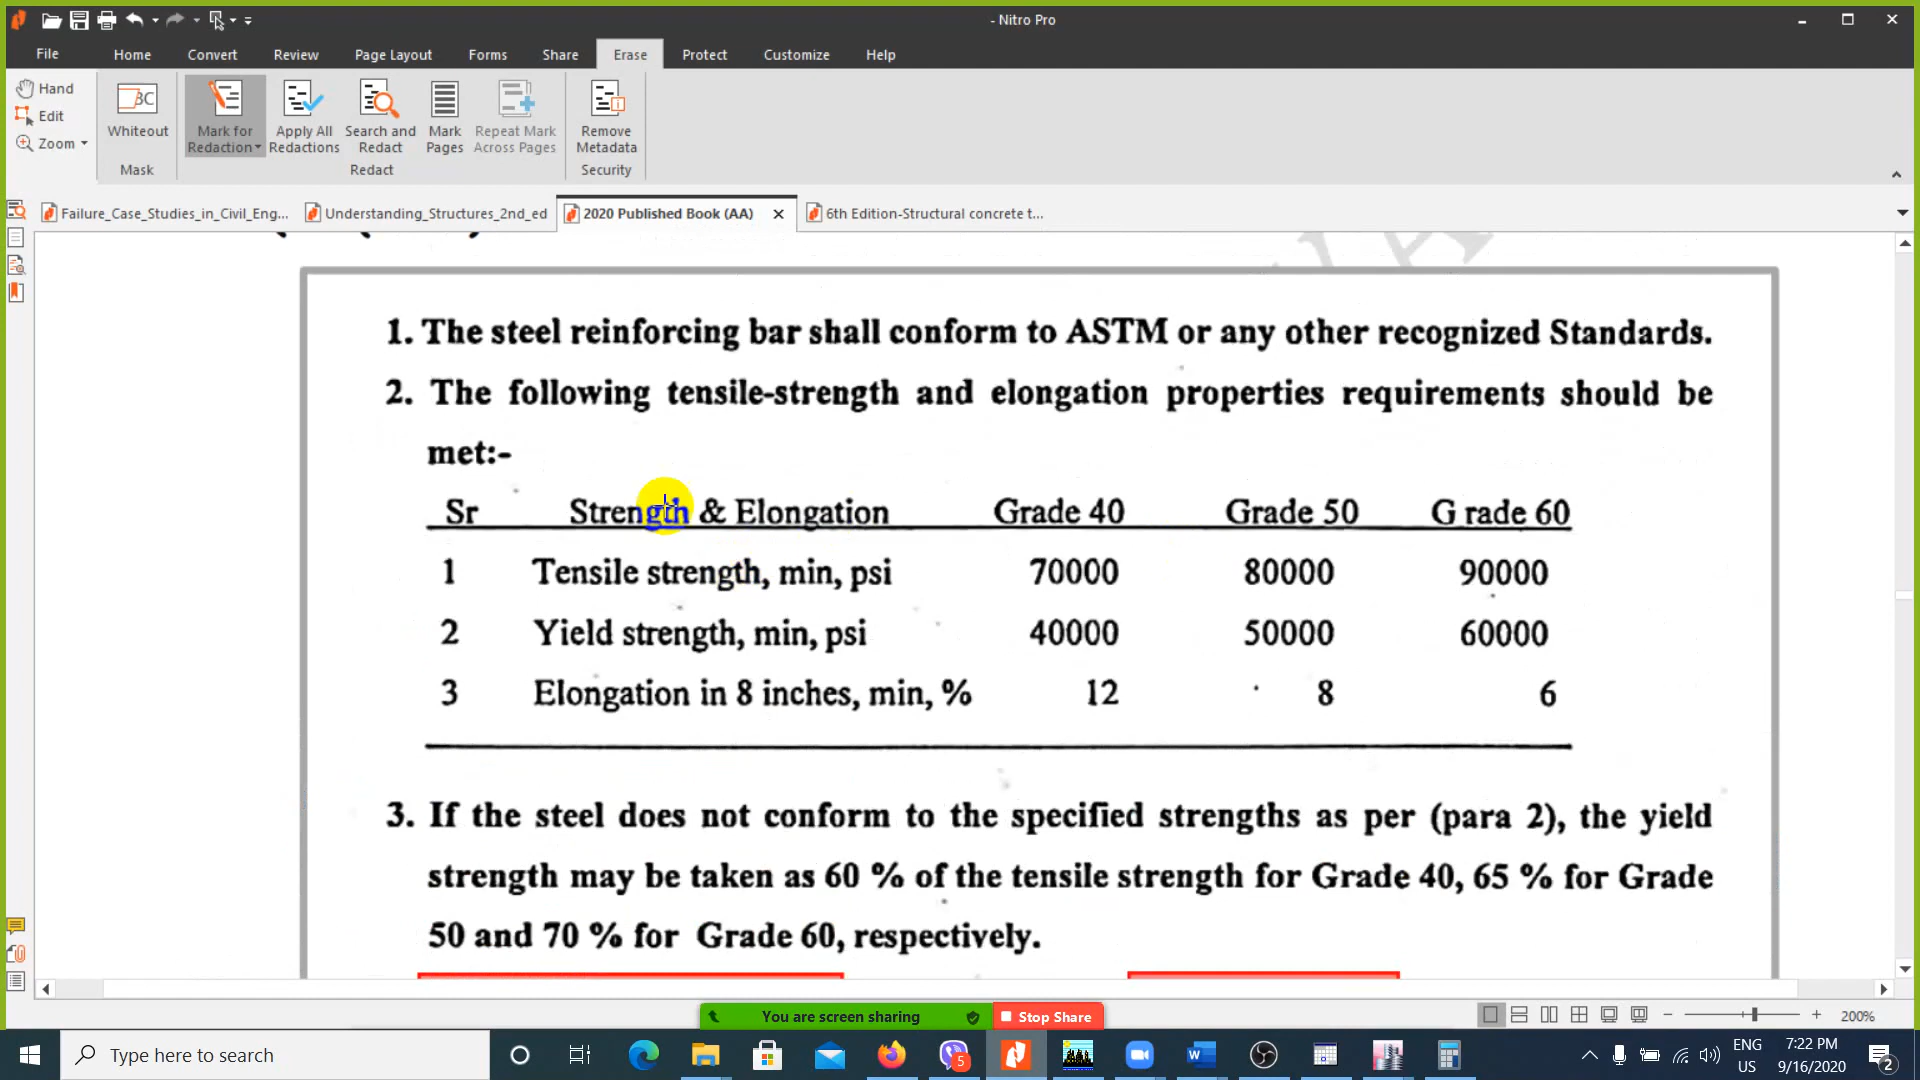 - Nitro Pro
File Home Convert Review Page Layout Forms Share Erase Protect Customize Help
Hand
Edit
Zoom
Whiteout
Mask
Mark for Redaction
Apply All Redactions
Search and Redact
Mark Pages
Repeat Mark Across Pages
Redact
Remove Metadata
Security
Failure_Case_Studies_in_Civil_Eng... Understanding_Structures_2nd_ed 2020 Published Book (AA) 6th Edition-Structural concrete t...
1. The steel reinforcing bar shall conform to ASTM or any other recognized Standards.
2. The following tensile-strength and elongation properties requirements should be
met:-
Sr Strength & Elongation Grade 40 Grade 50 G rade 60
1 Tensile strength, min, psi 70000 80000 90000
2 Yield strength, min, psi 40000 50000 60000
3 Elongation in 8 inches, min, % 12 8 6
3. If the steel does not conform to the specified strengths as per (para 2), the yield
strength may be taken as 60 % of the tensile strength for Grade 40, 65 % for Grade
50 and 70 % for Grade 60, respectively.
You are screen sharing Stop Share
200%
Type here to search
5
ENG
US
7:22 PM
9/16/2020
2